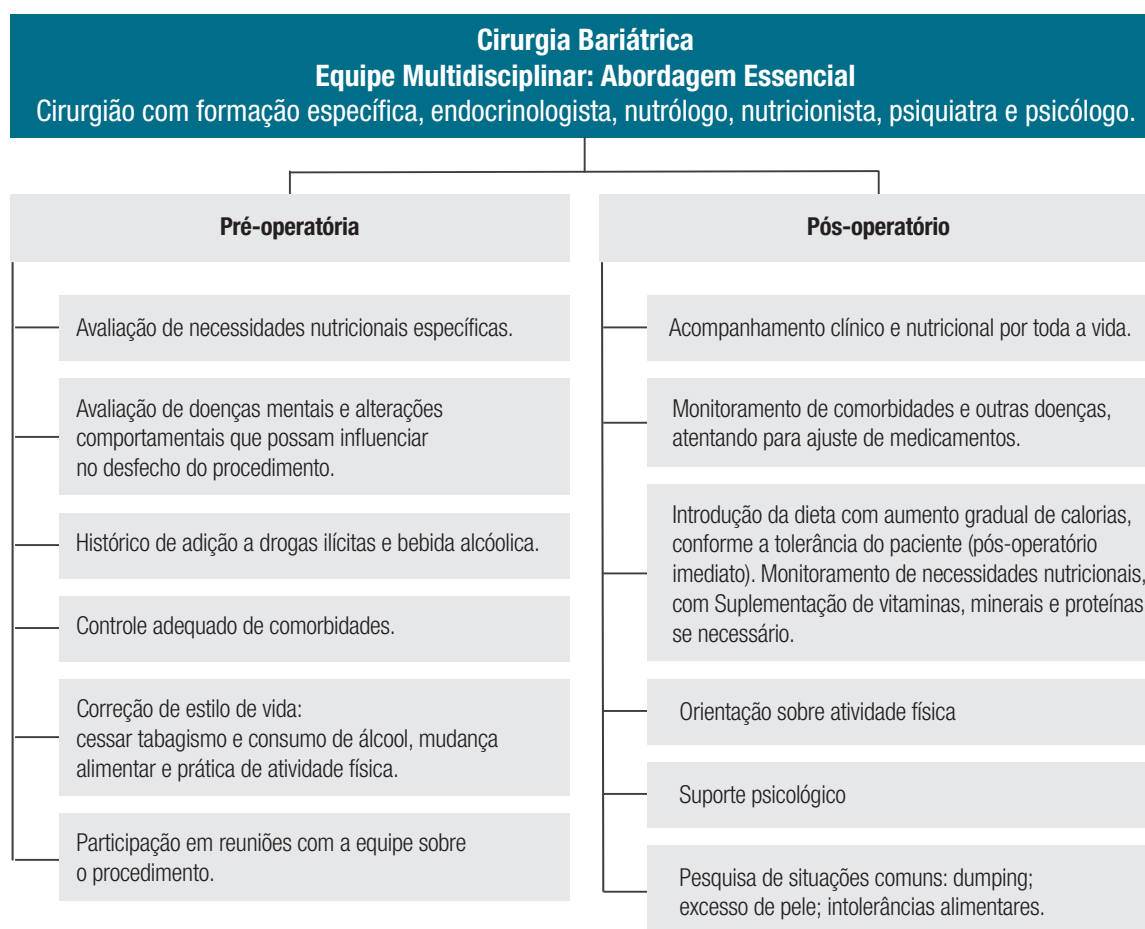 Cirurgia Bariátrica
Equipe Multidisciplinar: Abordagem Essencial
Cirurgião com formação específica, endocrinologista, nutrólogo, nutricionista, psiquiatra e psicólogo.
Pré-operatória
Avaliação de necessidades nutricionais específicas.
Avaliação de doenças mentais e alterações
comportamentais que possam influenciar
no desfecho do procedimento.
Histórico de adição a drogas ilícitas e bebida alcóolica.
Controle adequado de comorbidades.
Correção de estilo de vida:
cessar tabagismo e consumo de álcool, mudança
alimentar e prática de atividade física.
Participação em reuniões com a equipe sobre
o procedimento.
Pós-operatório
Acompanhamento clínico e nutricional por toda a vida.
Monitoramento de comorbidades e outras doenças,
atentando para ajuste de medicamentos.
Introdução da dieta com aumento gradual de calorias,
conforme a tolerância do paciente (pós-operatório
imediato). Monitoramento de necessidades nutricionais,
com Suplementação de vitaminas, minerais e proteínas
se necessário.
Orientação sobre atividade física
Suporte psicológico
Pesquisa de situações comuns: dumping;
excesso de pele; intolerâncias alimentares.